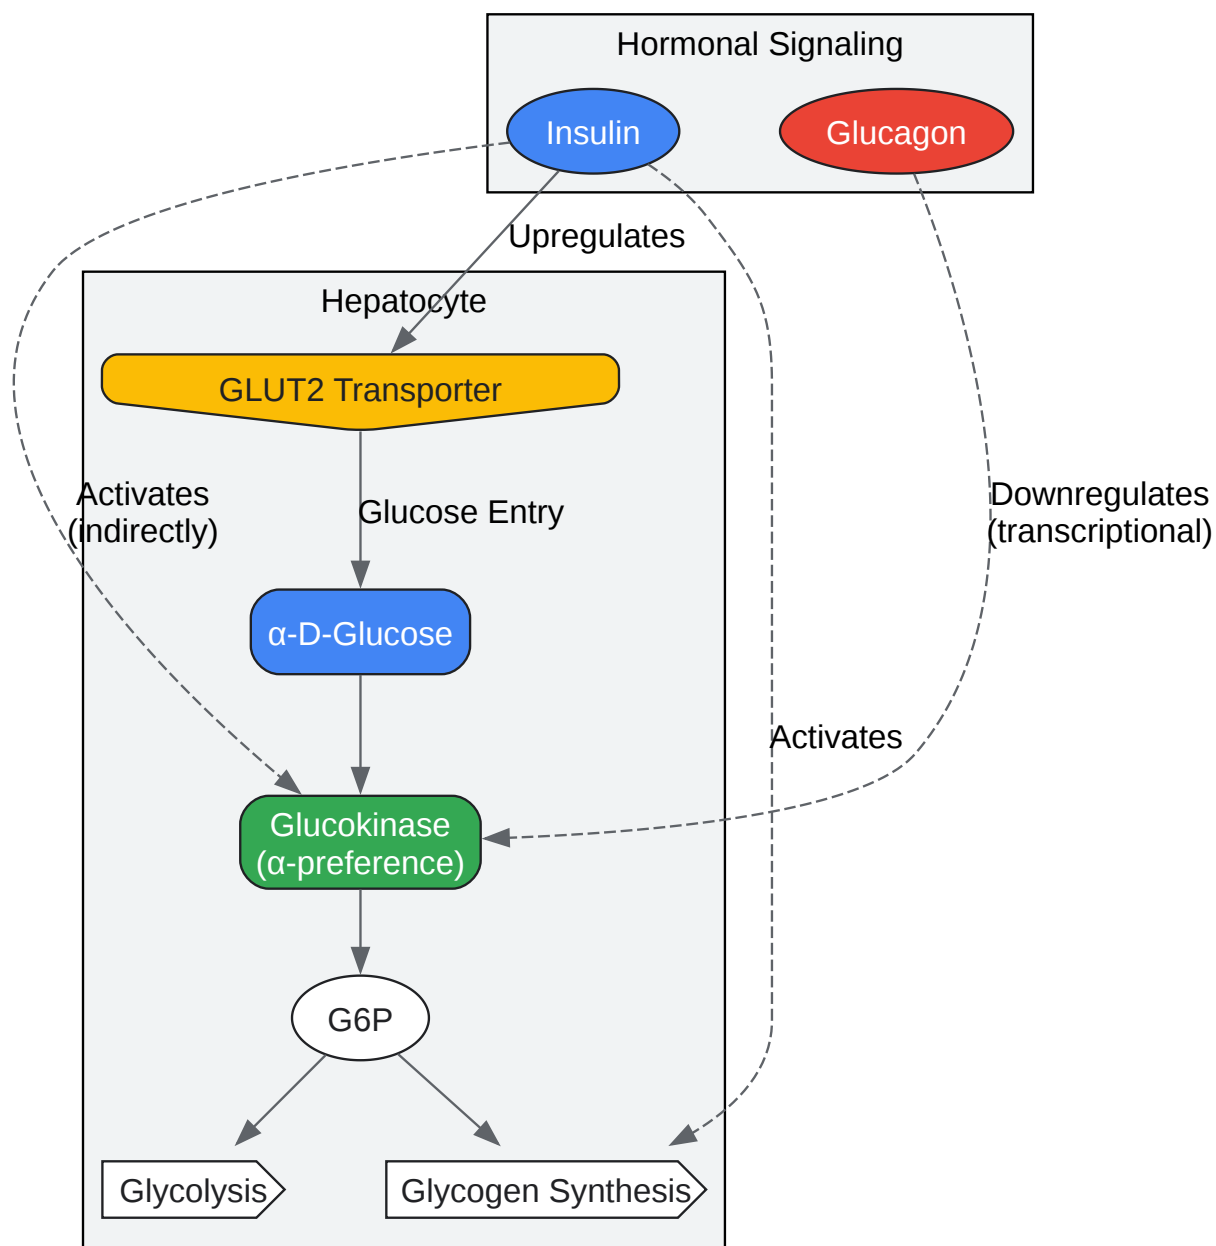 Hormonal Signaling
Insulin
Glucagon
Upregulates
Hepatocyte
GLUT2 Transporter
Activates
(indirectly)
Glucose Entry
Downregulates
(transcriptional)
α-D-Glucose
Activates
Glucokinase
(α-preference)
G6P
Glycolysis
Glycogen Synthesis